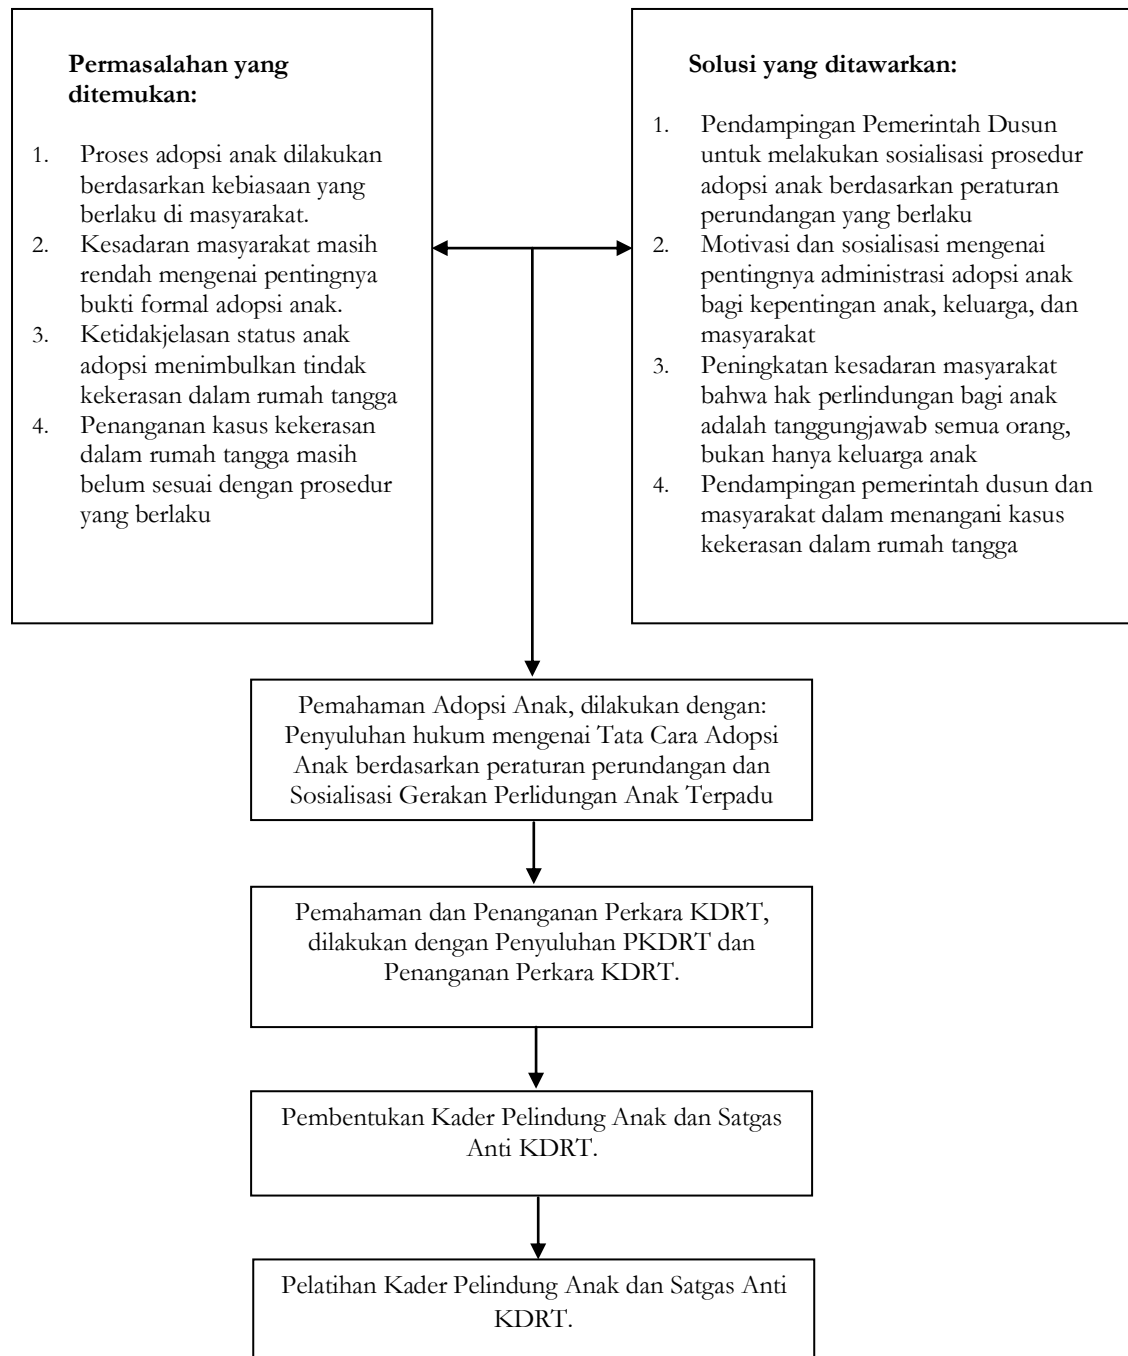 Permasalahan yang
ditemukan:
1. Proses adopsi anak dilakukan
berdasarkan kebiasaan yang
berlaku di masyarakat.
2. Kesadaran masyarakat masih
rendah mengenai pentingnya
bukti formal adopsi anak.
3. Ketidakjelasan status anak
adopsi menimbulkan tindak
kekerasan dalam rumah tangga
4. Penanganan kasus kekerasan
dalam rumah tangga masih
belum sesuai dengan prosedur
yang berlaku
Solusi yang ditawarkan:
1. Pendampingan Pemerintah Dusun
untuk melakukan sosialisasi prosedur
adopsi anak berdasarkan peraturan
perundangan yang berlaku
2. Motivasi dan sosialisasi mengenai
pentingnya administrasi adopsi anak
bagi kepentingan anak, keluarga, dan
masyarakat
3. Peningkatan kesadaran masyarakat
bahwa hak perlindungan bagi anak
adalah tanggungjawab semua orang,
bukan hanya keluarga anak
4. Pendampingan pemerintah dusun dan
masyarakat dalam menangani kasus
kekerasan dalam rumah tangga
Pemahaman Adopsi Anak, dilakukan dengan:
Penyuluhan hukum mengenai Tata Cara Adopsi
Anak berdasarkan peraturan perundangan dan
Sosialisasi Gerakan Perlidungan Anak Terpadu
Pemahaman dan Penanganan Perkara KDRT,
dilakukan dengan Penyuluhan PKDRT dan
Penanganan Perkara KDRT.
Pembentukan Kader Pelindung Anak dan Satgas
Anti KDRT.
Pelatihan Kader Pelindung Anak dan Satgas Anti
KDRT.